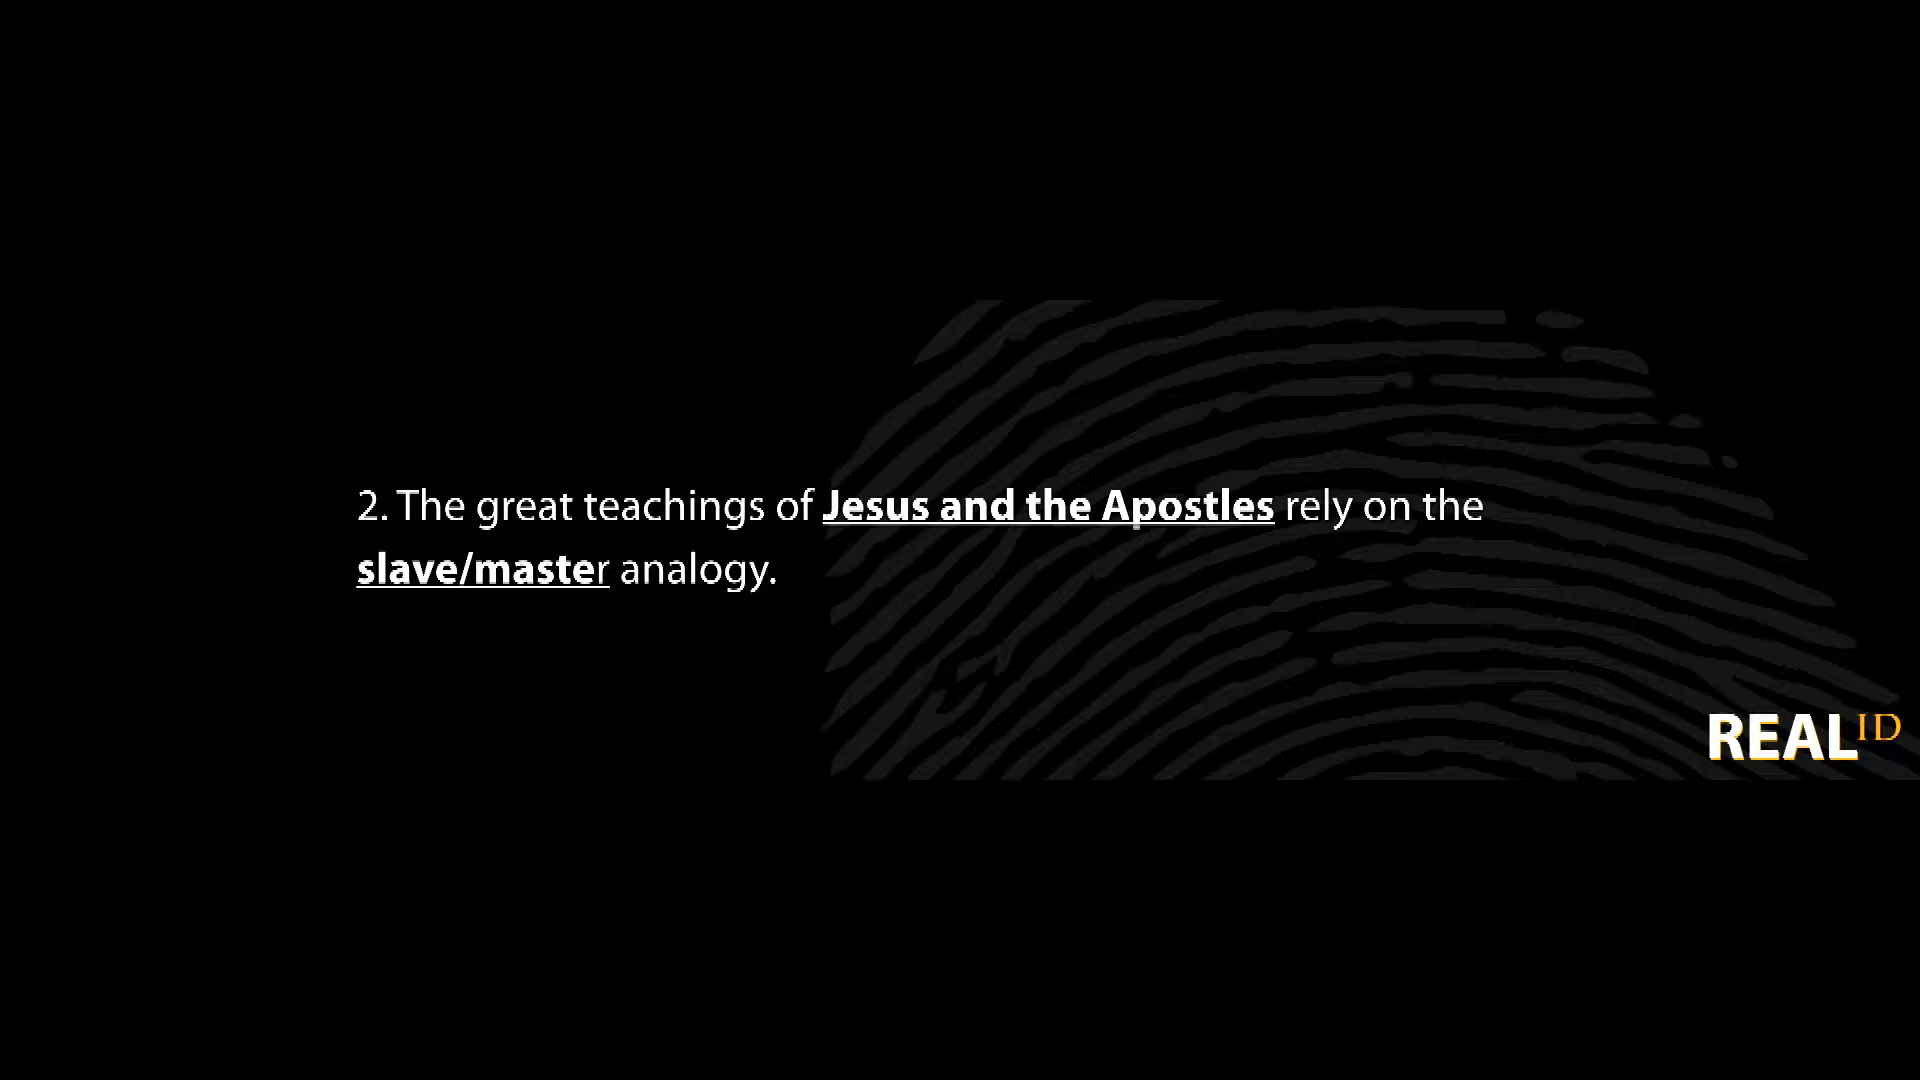 2. The great teachings of Jesus and the Apostles rely on the
slave/master analogy.
REAL ID